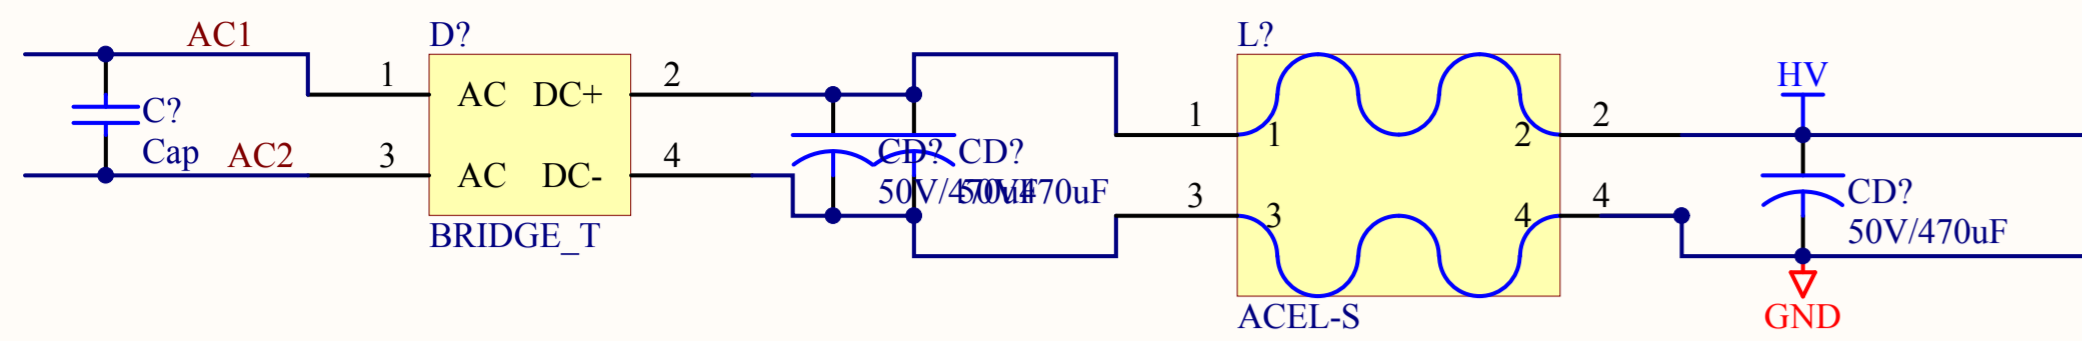 AC1
D?
L?
HV
1
AC
DC+
2
C?
1
1
2
2
Cap
AC2
3
AC
DC-
4
CD?
CD?
50V/470uF
50V/470uF
3
3
4
4
CD?
50V/470uF
BRIDGE_T
ACEL-S
GND